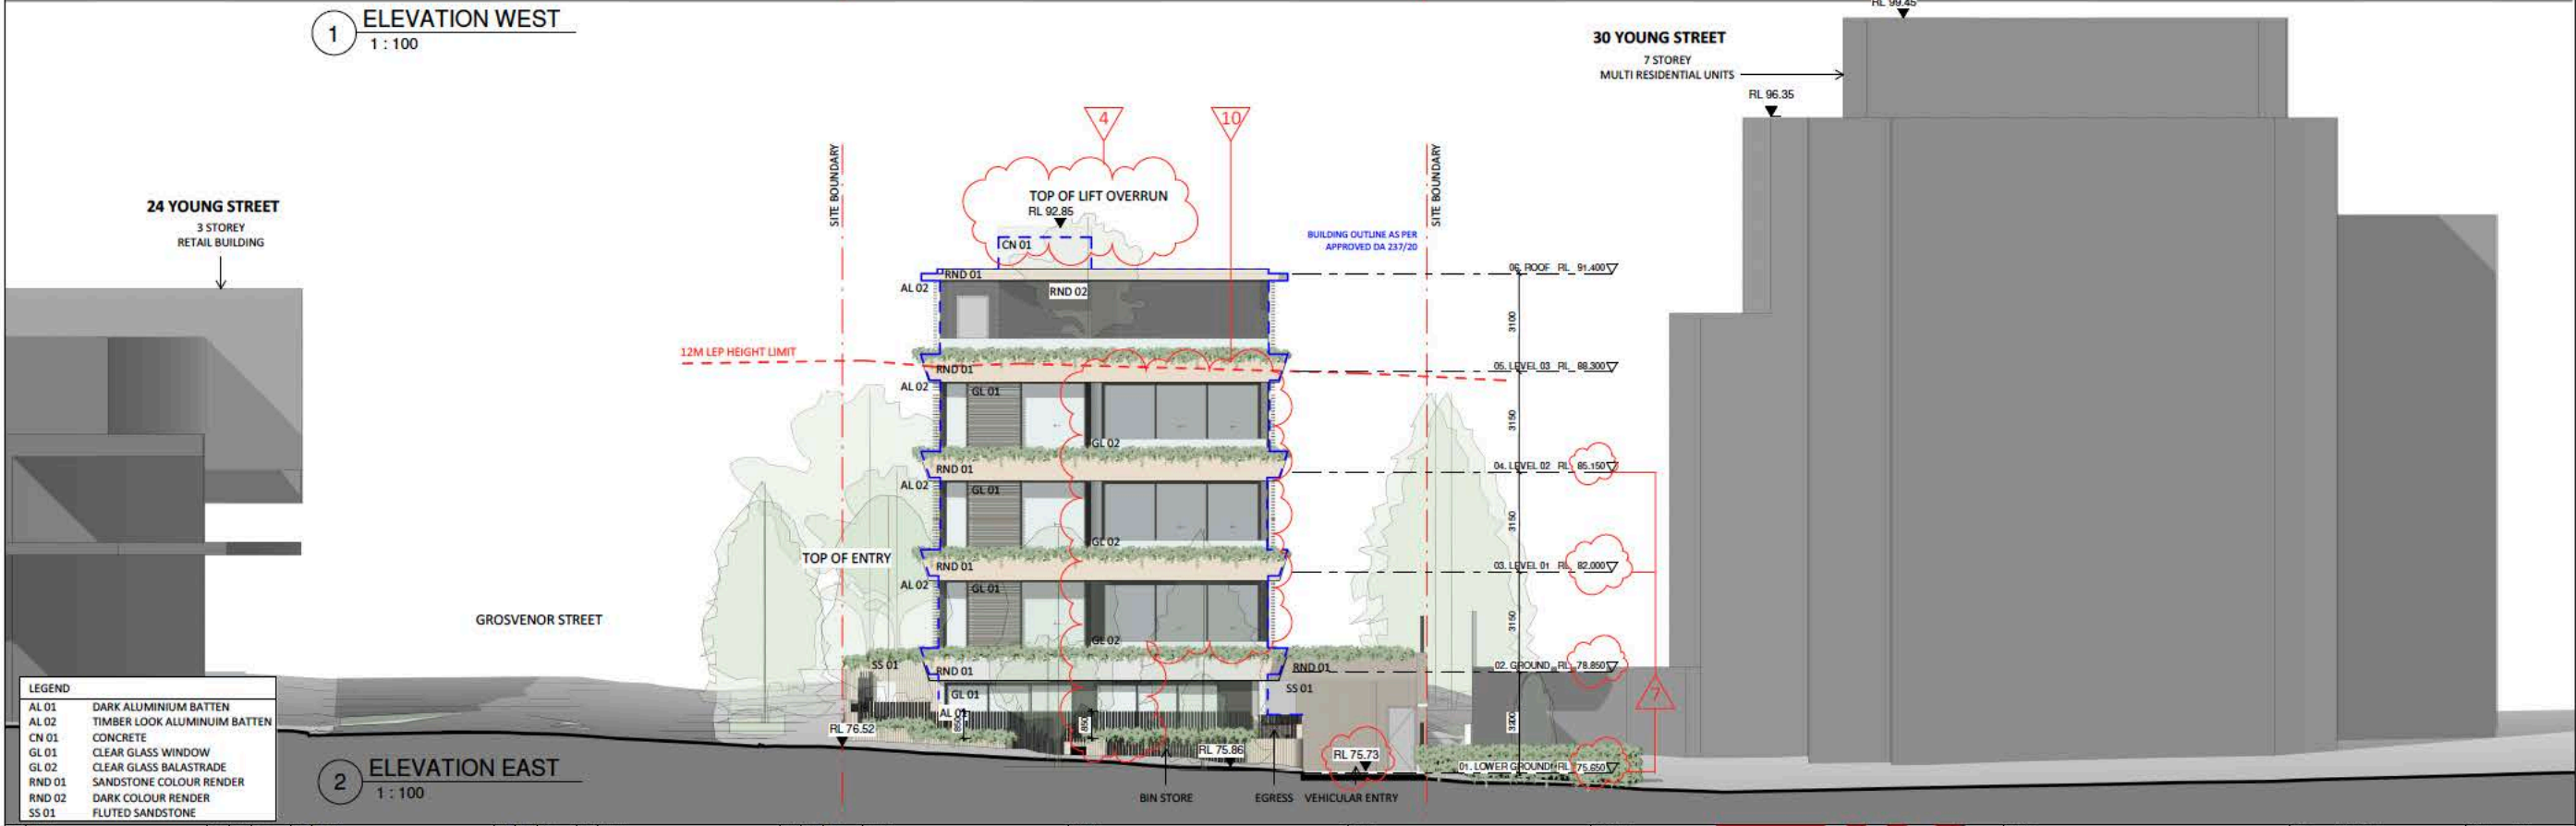 1 ELEVATION WEST
1 : 100
RL 99.45
30 YOUNG STREET
7 STOREY
MULTI RESIDENTIAL UNITS
RL 96.35
4
10
SITE BOUNDARY
SITE BOUNDARY
24 YOUNG STREET
3 STOREY
RETAIL BUILDING
TOP OF LIFT OVERRUN
RL 92.85
CN 01
BUILDING OUTLINE AS PER
APPROVED DA 237/20
RND 01
06. ROOF RL 91.400
AL 02
RND 02
3100
12M LEP HEIGHT LIMIT
RND 01
05. LEVEL 03 RL 88.300
AL 02
GL 01
3150
GL 02
RND 01
04. LEVEL 02 RL 85.150
AL 02
GL 01
3150
GL 02
TOP OF ENTRY
RND 01
03. LEVEL 01 RL 82.000
AL 02
GL 01
GROSVENOR STREET
3150
GL 02
SS 01
RND 01
RND 01
02. GROUND RL 78.850
GL 01
SS 01
7
AL 01
850
850
3200
RL 76.52
RL 75.86
RL 75.73
01. LOWER GROUND RL 75.650
BIN STORE
EGRESS
VEHICULAR ENTRY
LEGEND
AL 01 DARK ALUMINIUM BATTEN
AL 02 TIMBER LOOK ALUMINUIM BATTEN
CN 01 CONCRETE
GL 01 CLEAR GLASS WINDOW
GL 02 CLEAR GLASS BALASTRADE
RND 01 SANDSTONE COLOUR RENDER
RND 02 DARK COLOUR RENDER
SS 01 FLUTED SANDSTONE
2 ELEVATION EAST
1 : 100